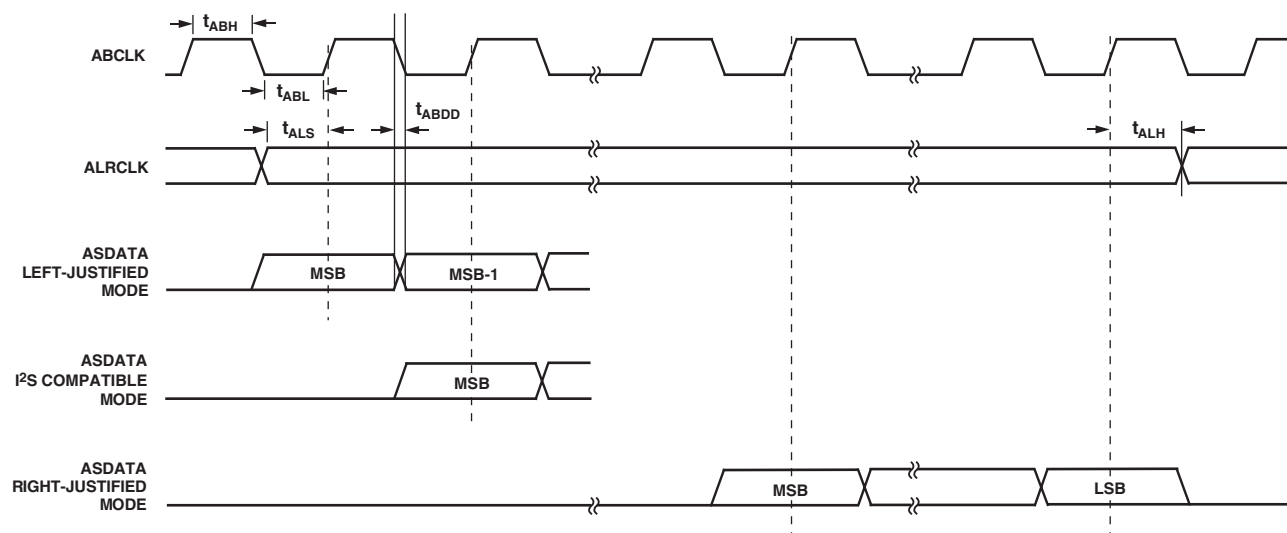 tABH
ABCLK
tABL
tABDD
tALS
tALH
ALRCLK
ASDATA
LEFT-JUSTIFIED
MODE
MSB
MSB-1
ASDATA
I²S COMPATIBLE
MODE
MSB
ASDATA
RIGHT-JUSTIFIED
MODE
MSB
LSB